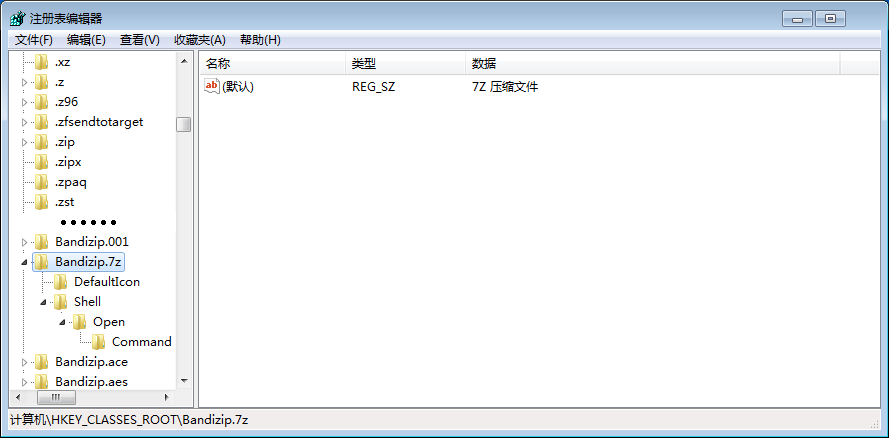 注册表编辑器
文件(F) 编辑(E) 查看(V) 收藏夹(A) 帮助(H)
名称 类型 数据
ab (默认) REG_SZ 7Z 压缩文件
.xz
.z
.z96
.zfsendtotarget
.zip
.zipx
.zpaq
.zst
••••••
Bandizip.001
Bandizip.7z
DefaultIcon
Shell
Open
Command
Bandizip.ace
Bandizip.aes
计算机\HKEY_CLASSES_ROOT\Bandizip.7z